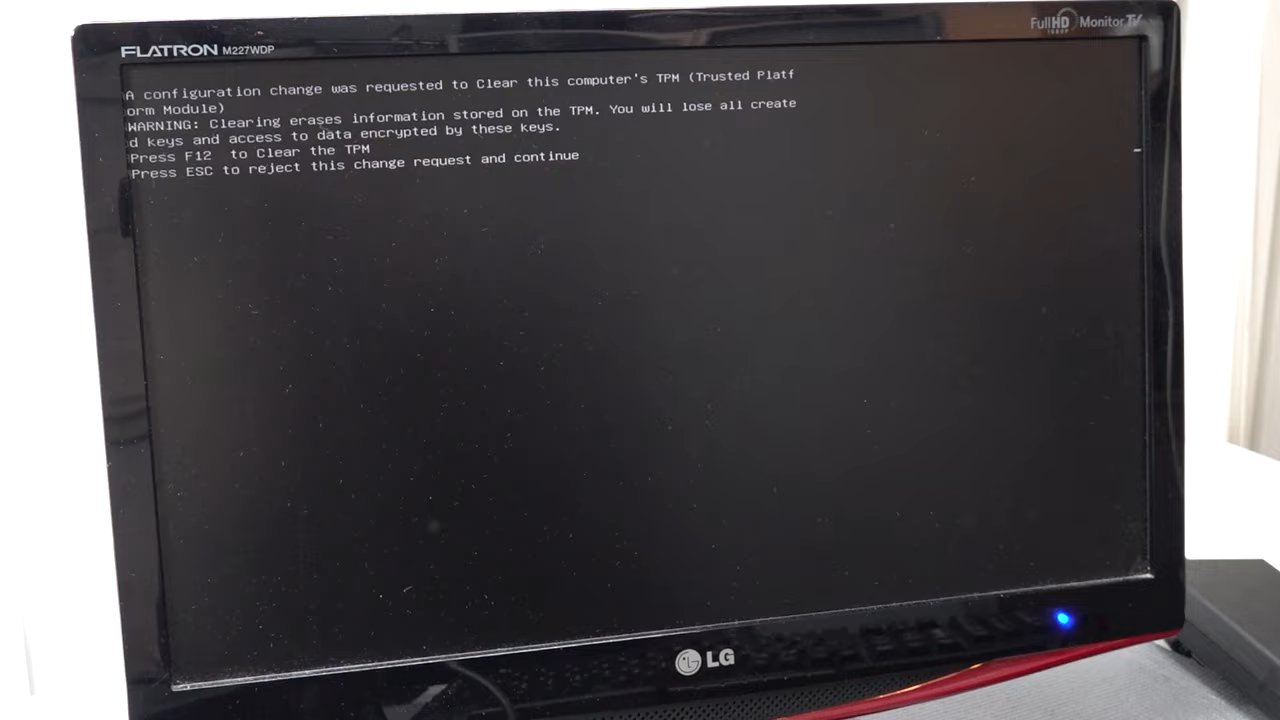 FLATRON M227WDP
FullHD 1080P MonitorTV
A configuration change was requested to Clear this computer's TPM (Trusted Platf
orm Module)
WARNING: Clearing erases information stored on the TPM. You will lose all create
d keys and access to data encrypted by these keys.
Press F12  to Clear the TPM
Press ESC to reject this change request and continue
LG